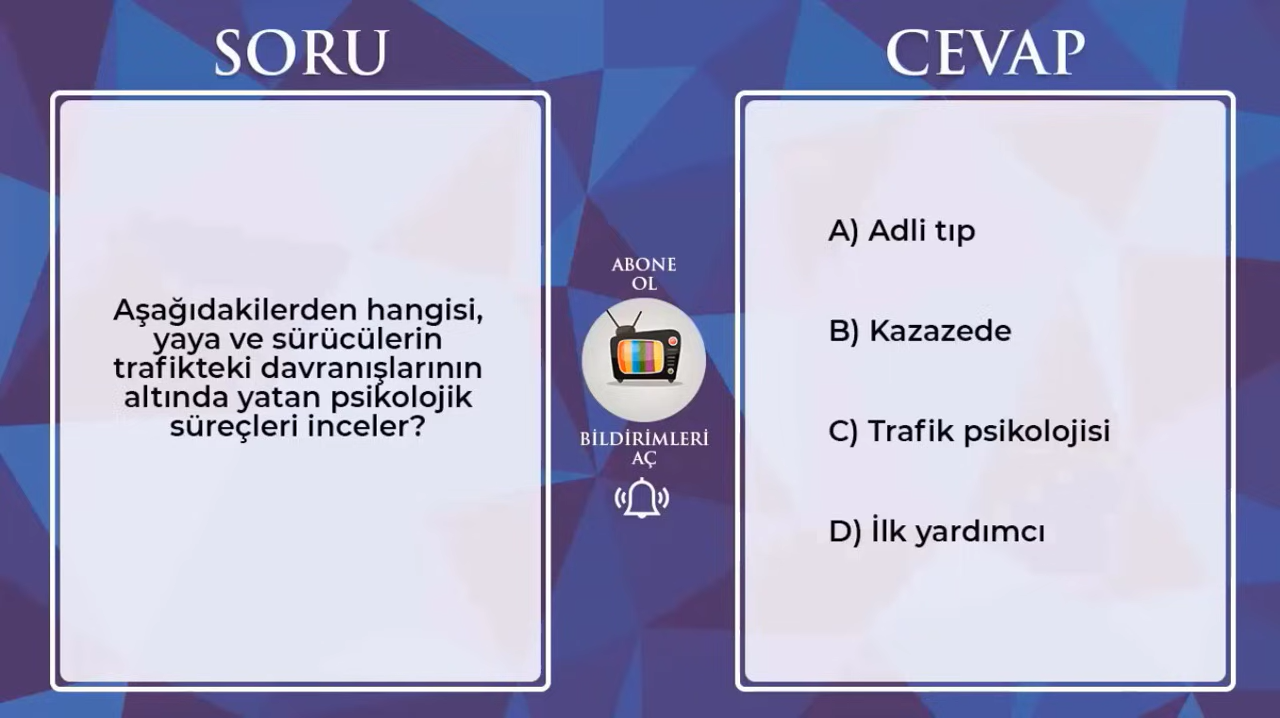 SORU
Aşağıdakilerden hangisi,
yaya ve sürücülerin
trafikteki davranışlarının
altında yatan psikolojik
süreçleri inceler?
ABONE
OL
BİLDİRİMLERİ
AÇ
CEVAP
A) Adli tıp
B) Kazazede
C) Trafik psikolojisi
D) İlk yardımcı